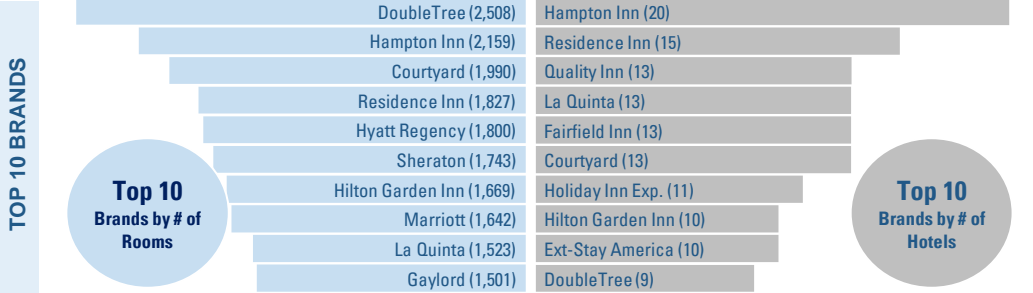 TOP 10 BRANDS
DoubleTree (2,508)
Hampton Inn (2,159)
Courtyard (1,990)
Residence Inn (1,827)
Hyatt Regency (1,800)
Sheraton (1,743)
Hilton Garden Inn (1,669)
Marriott (1,642)
La Quinta (1,523)
Gaylord (1,501)
Top 10
Brands by # of
Rooms
Hampton Inn (20)
Residence Inn (15)
Quality Inn (13)
La Quinta (13)
Fairfield Inn (13)
Courtyard (13)
Holiday Inn Exp. (11)
Hilton Garden Inn (10)
Ext-Stay America (10)
DoubleTree (9)
Top 10
Brands by # of
Hotels